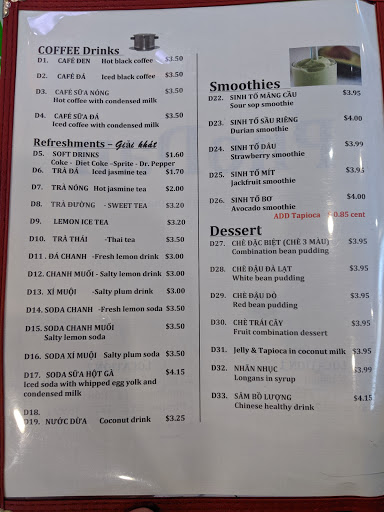 COFFEE Drinks
D1. CAFÉ ĐEN Hot black coffee $3.50
D2. CAFÉ ĐÁ Iced black coffee $3.50
D3. CAFÉ SỮA NÓNG $3.50
Hot coffee with condensed milk
D4. CAFÉ SỮA ĐÁ $3.50
Iced coffee with condensed milk
Refreshments – Giải khát
D5. SOFT DRINKS $1.60
Coke - Diet Coke –Sprite - Dr. Pepper
D6. TRÀ ĐÁ Iced jasmine tea $1.70
D7. TRÀ NÓNG Hot jasmine tea $2.00
D8. TRÀ ĐƯỜNG - SWEET TEA $3.20
D9. LEMON ICE TEA $3.20
D10. TRÀ THÁI -Thai tea $3.50
D11. ĐÁ CHANH -Fresh lemon drink $3.00
D12. CHANH MUỐI - Salty lemon drink $3.00
D13. XÍ MUỘI - Salty plum drink $3.00
D14. SODA CHANH -Fresh lemon soda $3.50
D15. SODA CHANH MUỐI $3.50
Salty lemon soda
D16. SODA XÍ MUỘI Salty plum soda $3.50
D17. SODA SỮA HỘT GÀ $4.15
Iced soda with whipped egg yolk and
condensed milk
D18.
D19. NƯỚC DỪA Coconut drink $3.25
Smoothies
D22. SINH TỐ MÃNG CẦU $3.95
Sour sop smoothie
D23. SINH TỐ SẦU RIÊNG $4.00
Durian smoothie
D24. SINH TỐ DÂU $3.99
Strawberry smoothie
D25. SINH TỐ MÍT $3.95
Jackfruit smoothie
D26. SINH TỐ BƠ $4.00
Avocado smoothie
ADD Tapioca 0.85 cent
Dessert
D27. CHÈ ĐẶC BIỆT (CHÈ 3 MÀU) $3.95
Combination bean pudding
D28. CHÈ ĐẬU ĐÁ LẠT $3.95
White bean pudding
D29. CHÈ ĐẬU ĐỎ $3.95
Red bean pudding
D30. CHÈ TRÁI CÂY $3.95
Fruit combination dessert
D31. Jelly & Tapioca in coconut milk $3.95
D32. NHÃN NHỤC $3.99
Longans in syrup
D33. SÂM BỒ LƯỢNG $4.15
Chinese healthy drink